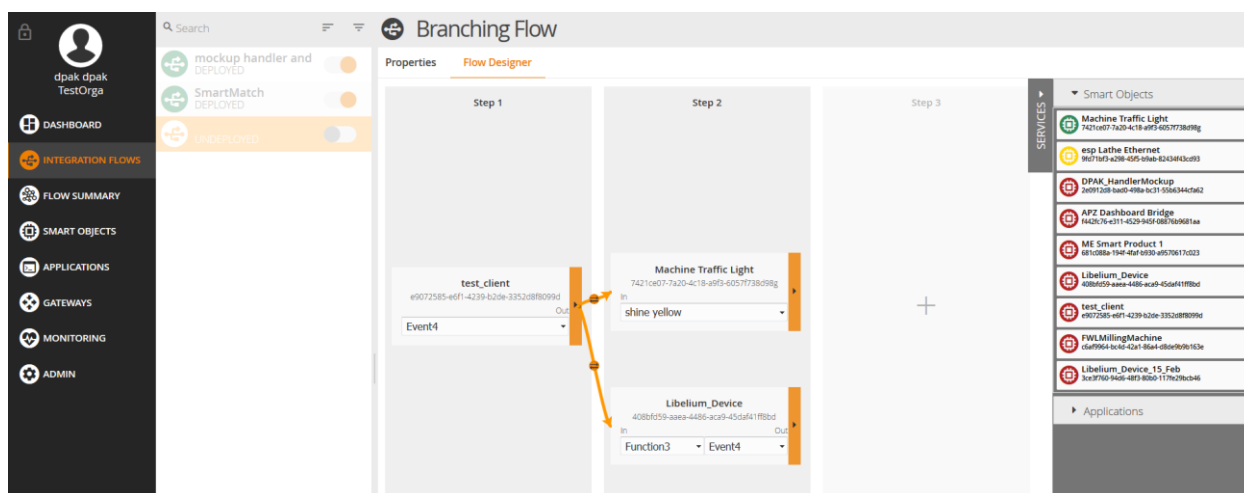 dpak dpak
TestOrga
DASHBOARD
INTEGRATION FLOWS
FLOW SUMMARY
SMART OBJECTS
APPLICATIONS
GATEWAYS
MONITORING
ADMIN
Search
mockup handler and
DEPLOYED
SmartMatch
DEPLOYED
UNDEPLOYED
Branching Flow
Properties Flow Designer
Step 1
test_client
e9072585-e6f1-4239-b2de-3352d8f8099d
Out
Event4
Step 2
Machine Traffic Light
7421ce07-7a20-4c18-a9f3-6057f738d98g
In
shine yellow
Libelium_Device
408bfd59-aaea-4486-aca9-45daf41ff8bd
In Out
Function3 Event4
Step 3
SERVICES
Smart Objects
Machine Traffic Light
7421ce07-7a20-4c18-a9f3-6057f738d98g
esp Lathe Ethernet
9fd71bf3-a298-45f5-b9ab-82434f43cd93
DPAK_HandlerMockup
2e0912d8-bad0-498a-bc31-55b6344cfa62
APZ Dashboard Bridge
f442fc76-e311-4529-945f-08876b9681aa
ME Smart Product 1
681c088a-194f-4faf-b930-a9570617c023
Libelium_Device
408bfd59-aaea-4486-aca9-45daf41ff8bd
test_client
e9072585-e6f1-4239-b2de-3352d8f8099d
FWLMillingMachine
c6af9964-bc4d-42a1-86a4-d8de9b9b163e
Libelium_Device_15_Feb
3ce3f760-94d6-48f3-80b0-117fe29bcb46
Applications